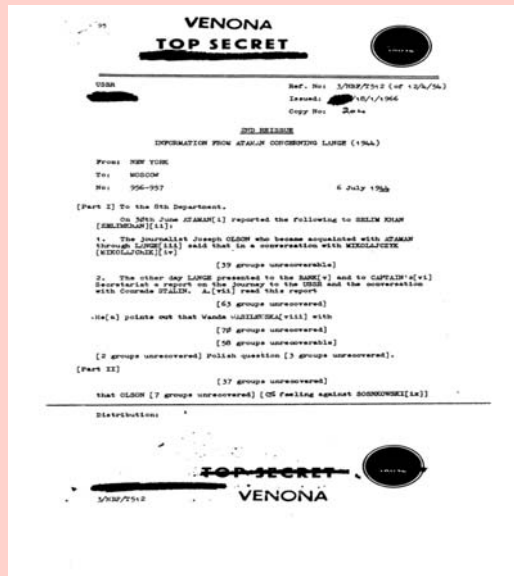 VENONA
TOP SECRET
USSR
Ref. No: 3/NBF/T512 (of 12/4/54)
Issued: /18/1/1966
Copy No: 204
2ND REISSUE
INFORMATION FROM ATAMAN CONCERNING LANGE (1944)
From: NEW YORK
To: MOSCOW
No: 956-957 6 July 1944
[Part I] To the 8th Department.
On 30th June ATAMAN[i] reported the following to SELIM KHAN
[SELIMKhAN][ii]:
1. The journalist Joseph OLSON who became acquainted with ATAMAN
through LANGE[iii] said that in a conversation with MIKOLAJCZYK
[MIKOLAJChIK][iv]
[39 groups unrecoverable]
2. The other day LANGE presented to the BANK[v] and to CAPTAIN's[vi]
Secretariat a report on the journey to the USSR and the conversation
with Comrade STALIN. A.[vii] read this report
[63 groups unrecovered]
He[a] points out that Wanda WASILEWSKA[viii] with
[70 groups unrecovered]
[58 groups unrecoverable]
[2 groups unrecovered] Polish question [3 groups unrecovered].
[Part II]
[37 groups unrecovered]
that OLSON [7 groups unrecovered] [C% feeling against SOSNKOWSKI[ix]]
Distribution:
TOP SECRET
3/NBF/T512
VENONA